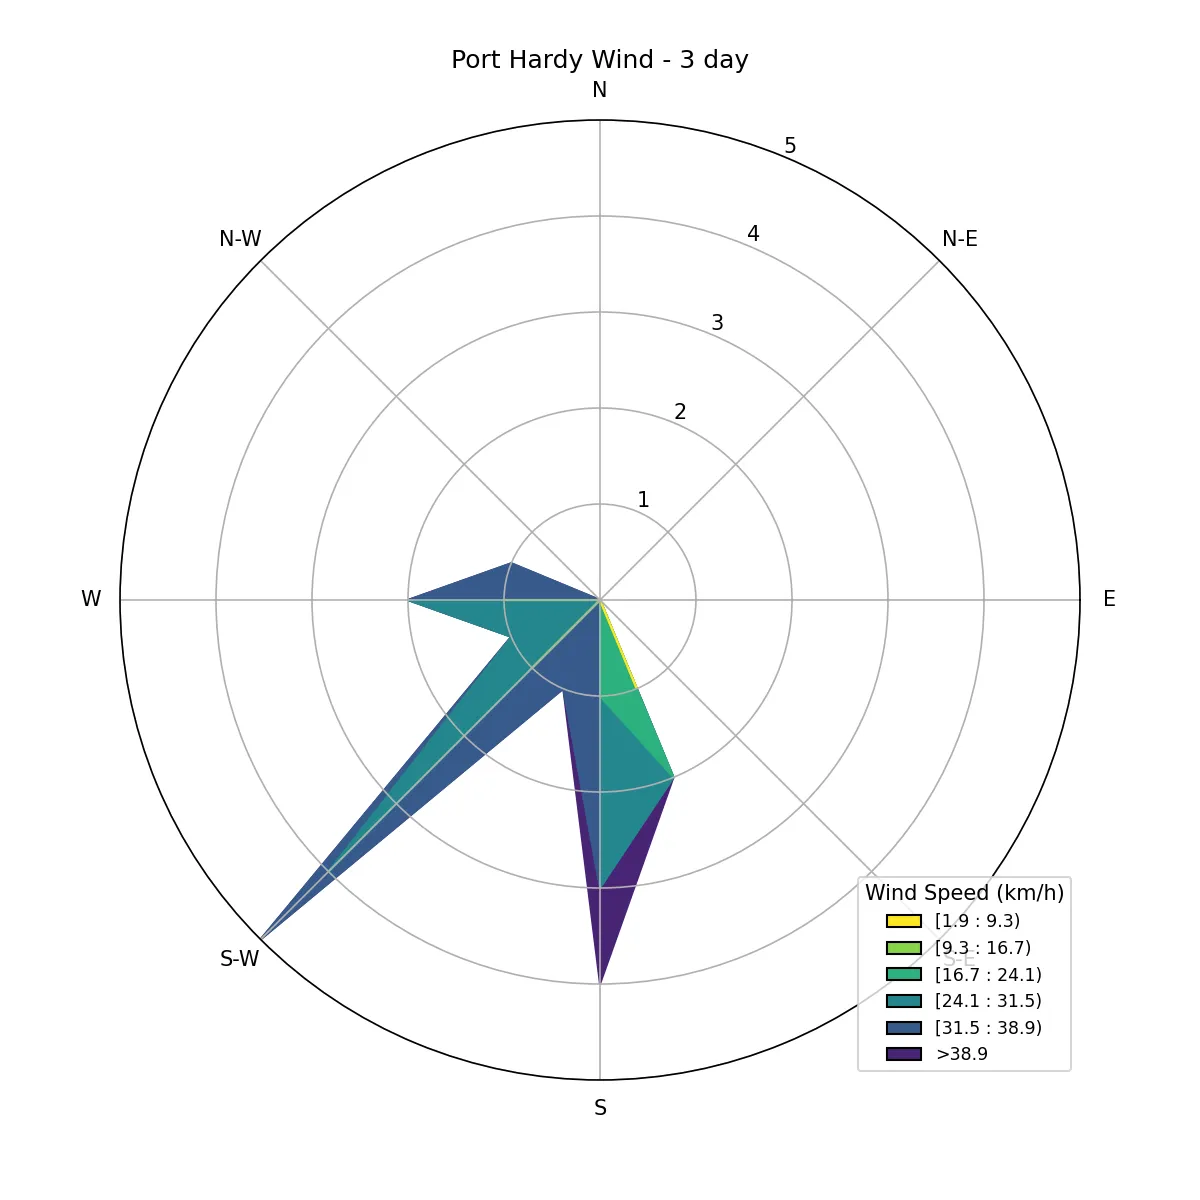 Port Hardy Wind - 3 day
N
5
N-W
N-E
4
3
2
1
W
E
S-W
S-E
Wind Speed (km/h)
[1.9 : 9.3)
[9.3 : 16.7)
[16.7 : 24.1)
[24.1 : 31.5)
[31.5 : 38.9)
>38.9
S